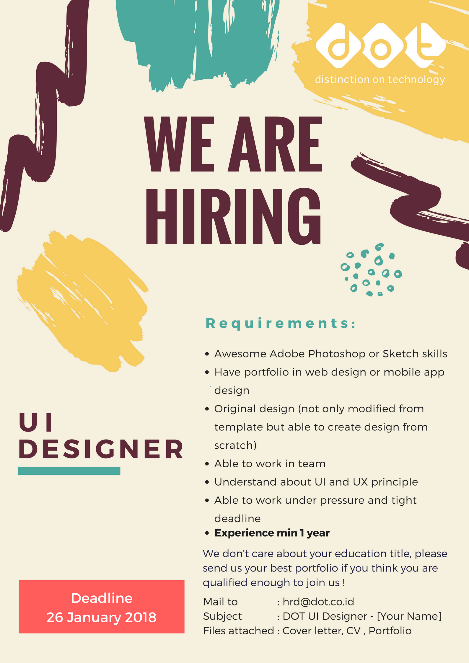 dot
distinction on technology
WE ARE
HIRING
Requirements:
• Awesome Adobe Photoshop or Sketch skills
• Have portfolio in web design or mobile app
design
• Original design (not only modified from
template but able to create design from
scratch)
• Able to work in team
• Understand about UI and UX principle
• Able to work under pressure and tight
deadline
• Experience min 1 year
UI
DESIGNER
We don't care about your education title, please
send us your best portfolio if you think you are
qualified enough to join us !
Deadline
26 January 2018
Mail to : hrd@dot.co.id
Subject : DOT UI Designer - [Your Name]
Files attached : Cover letter, CV , Portfolio